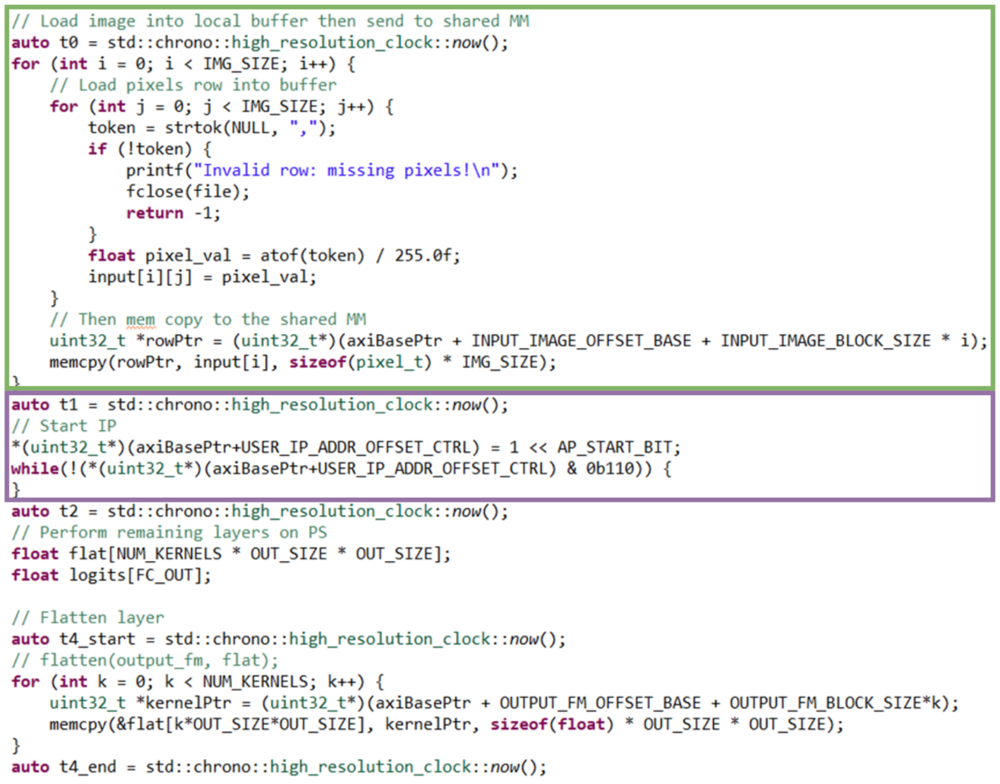 // Load image into local buffer then send to shared MM
auto t0 = std::chrono::high_resolution_clock::now();
for (int i = 0; i < IMG_SIZE; i++) {
    // Load pixels row into buffer
    for (int j = 0; j < IMG_SIZE; j++) {
        token = strtok(NULL, ",");
        if (!token) {
            printf("Invalid row: missing pixels!\n");
            fclose(file);
            return -1;
        }
        float pixel_val = atof(token) / 255.0f;
        input[i][j] = pixel_val;
    }
    // Then mem copy to the shared MM
    uint32_t *rowPtr = (uint32_t*)(axiBasePtr + INPUT_IMAGE_OFFSET_BASE + INPUT_IMAGE_BLOCK_SIZE * i);
    memcpy(rowPtr, input[i], sizeof(pixel_t) * IMG_SIZE);
}
auto t1 = std::chrono::high_resolution_clock::now();
// Start IP
*(uint32_t*)(axiBasePtr+USER_IP_ADDR_OFFSET_CTRL) = 1 << AP_START_BIT;
while(!(*(uint32_t*)(axiBasePtr+USER_IP_ADDR_OFFSET_CTRL) & 0b110)) {
}
auto t2 = std::chrono::high_resolution_clock::now();
// Perform remaining layers on PS
float flat[NUM_KERNELS * OUT_SIZE * OUT_SIZE];
float logits[FC_OUT];

// Flatten layer
auto t4_start = std::chrono::high_resolution_clock::now();
// flatten(output_fm, flat);
for (int k = 0; k < NUM_KERNELS; k++) {
    uint32_t *kernelPtr = (uint32_t*)(axiBasePtr + OUTPUT_FM_OFFSET_BASE + OUTPUT_FM_BLOCK_SIZE*k);
    memcpy(&flat[k*OUT_SIZE*OUT_SIZE], kernelPtr, sizeof(float) * OUT_SIZE * OUT_SIZE);
}
auto t4_end = std::chrono::high_resolution_clock::now();